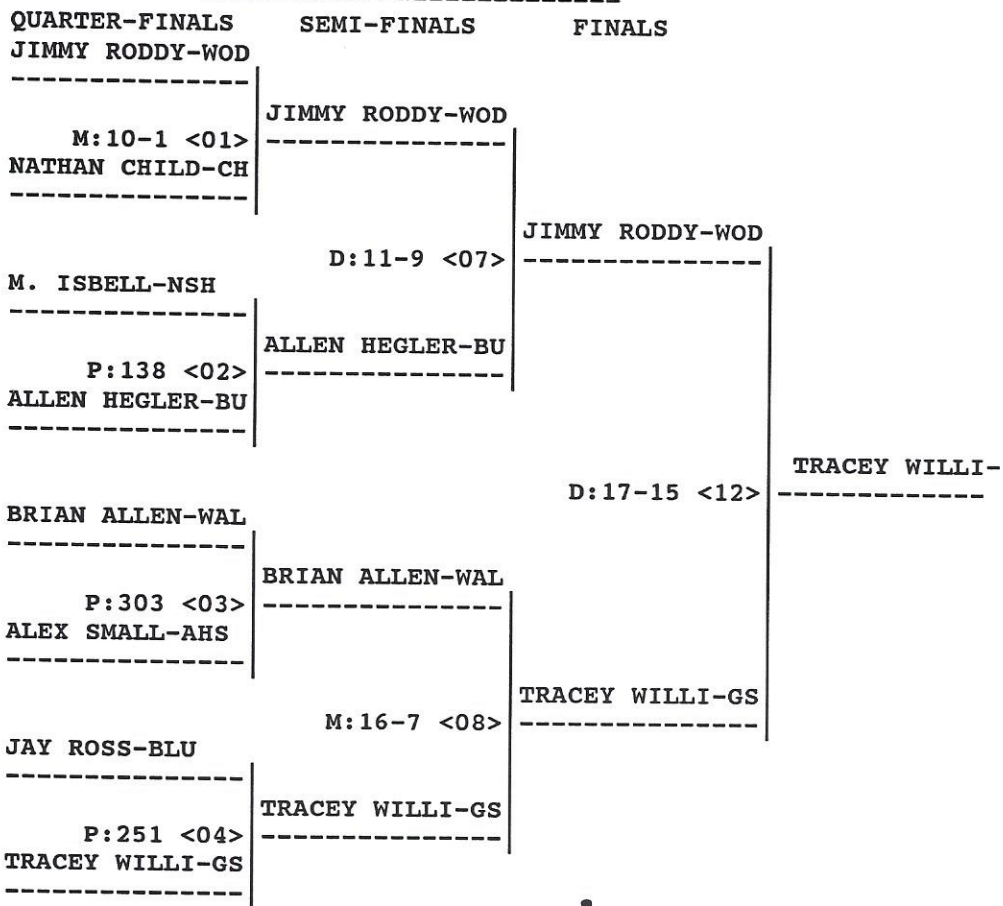 QUARTER-FINALS SEMI-FINALS FINALS
JIMMY RODDY-WOD
JIMMY RODDY-WOD
M:10-1 <01>
NATHAN CHILD-CH
JIMMY RODDY-WOD
D:11-9 <07>
M. ISBELL-NSH
ALLEN HEGLER-BU
P:138 <02>
ALLEN HEGLER-BU
TRACEY WILLI-
D:17-15 <12>
BRIAN ALLEN-WAL
BRIAN ALLEN-WAL
P:303 <03>
ALEX SMALL-AHS
TRACEY WILLI-GS
M:16-7 <08>
JAY ROSS-BLU
TRACEY WILLI-GS
P:251 <04>
TRACEY WILLI-GS